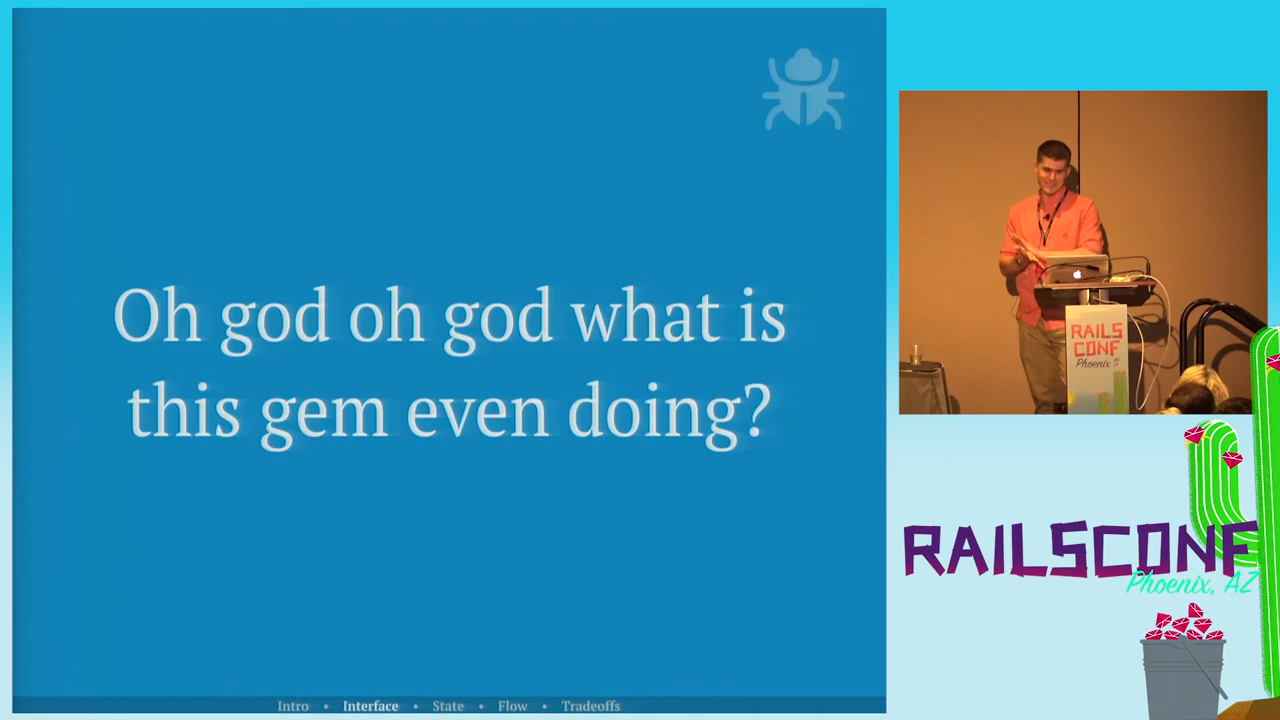 Oh god oh god what is
this gem even doing?
Intro • Interface • State • Flow • Tradeoffs
RAILS
CONF
Phoenix AZ
RAILSCONF
Phoenix, AZ